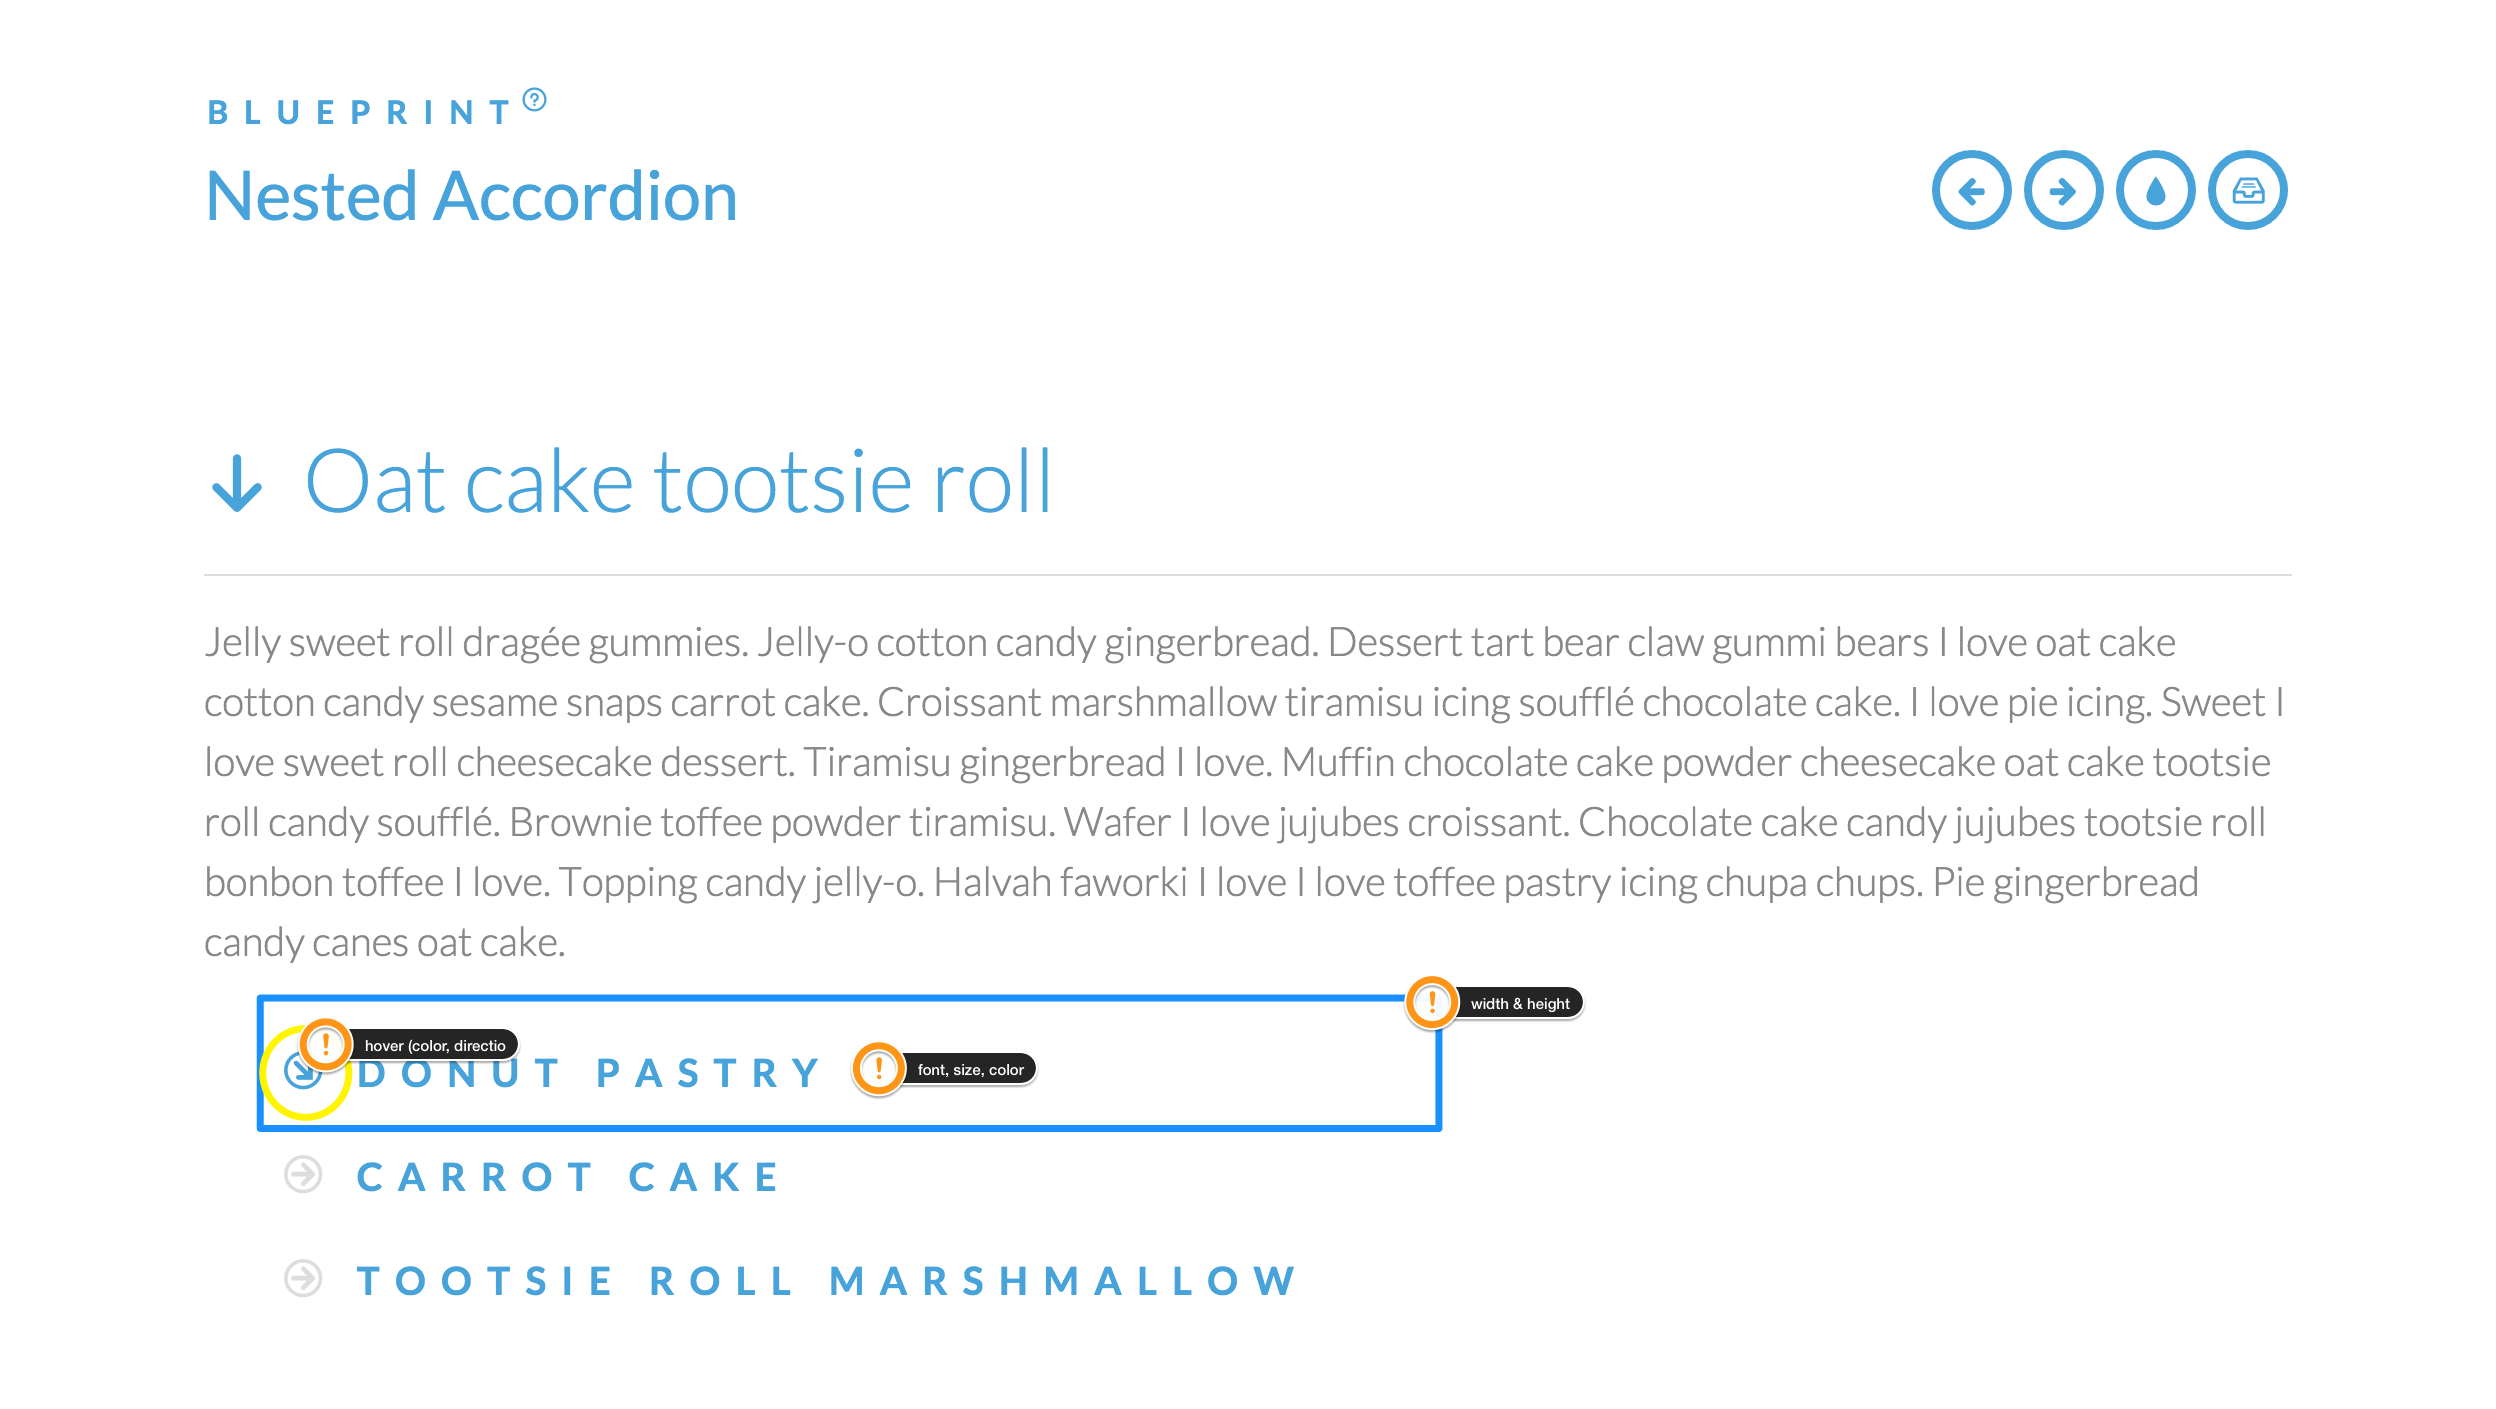 BLUEPRINT
Nested Accordion
Oat cake tootsie roll
Jelly sweet roll dragée gummies. Jelly-o cotton candy gingerbread. Dessert tart bear claw gummi bears I love oat cake
cotton candy sesame snaps carrot cake. Croissant marshmallow tiramisu icing soufflé chocolate cake. I love pie icing. Sweet I
love sweet roll cheesecake dessert. Tiramisu gingerbread I love. Muffin chocolate cake powder cheesecake oat cake tootsie
roll candy soufflé. Brownie toffee powder tiramisu. Wafer I love jujubes croissant. Chocolate cake candy jujubes tootsie roll
bonbon toffee I love. Topping candy jelly-o. Halvah faworki I love I love toffee pastry icing chupa chups. Pie gingerbread
candy canes oat cake.
width & height
hover (color, directio
DONUT PASTRY
font, size, color
CARROT CAKE
TOOTSIE ROLL MARSHMALLOW